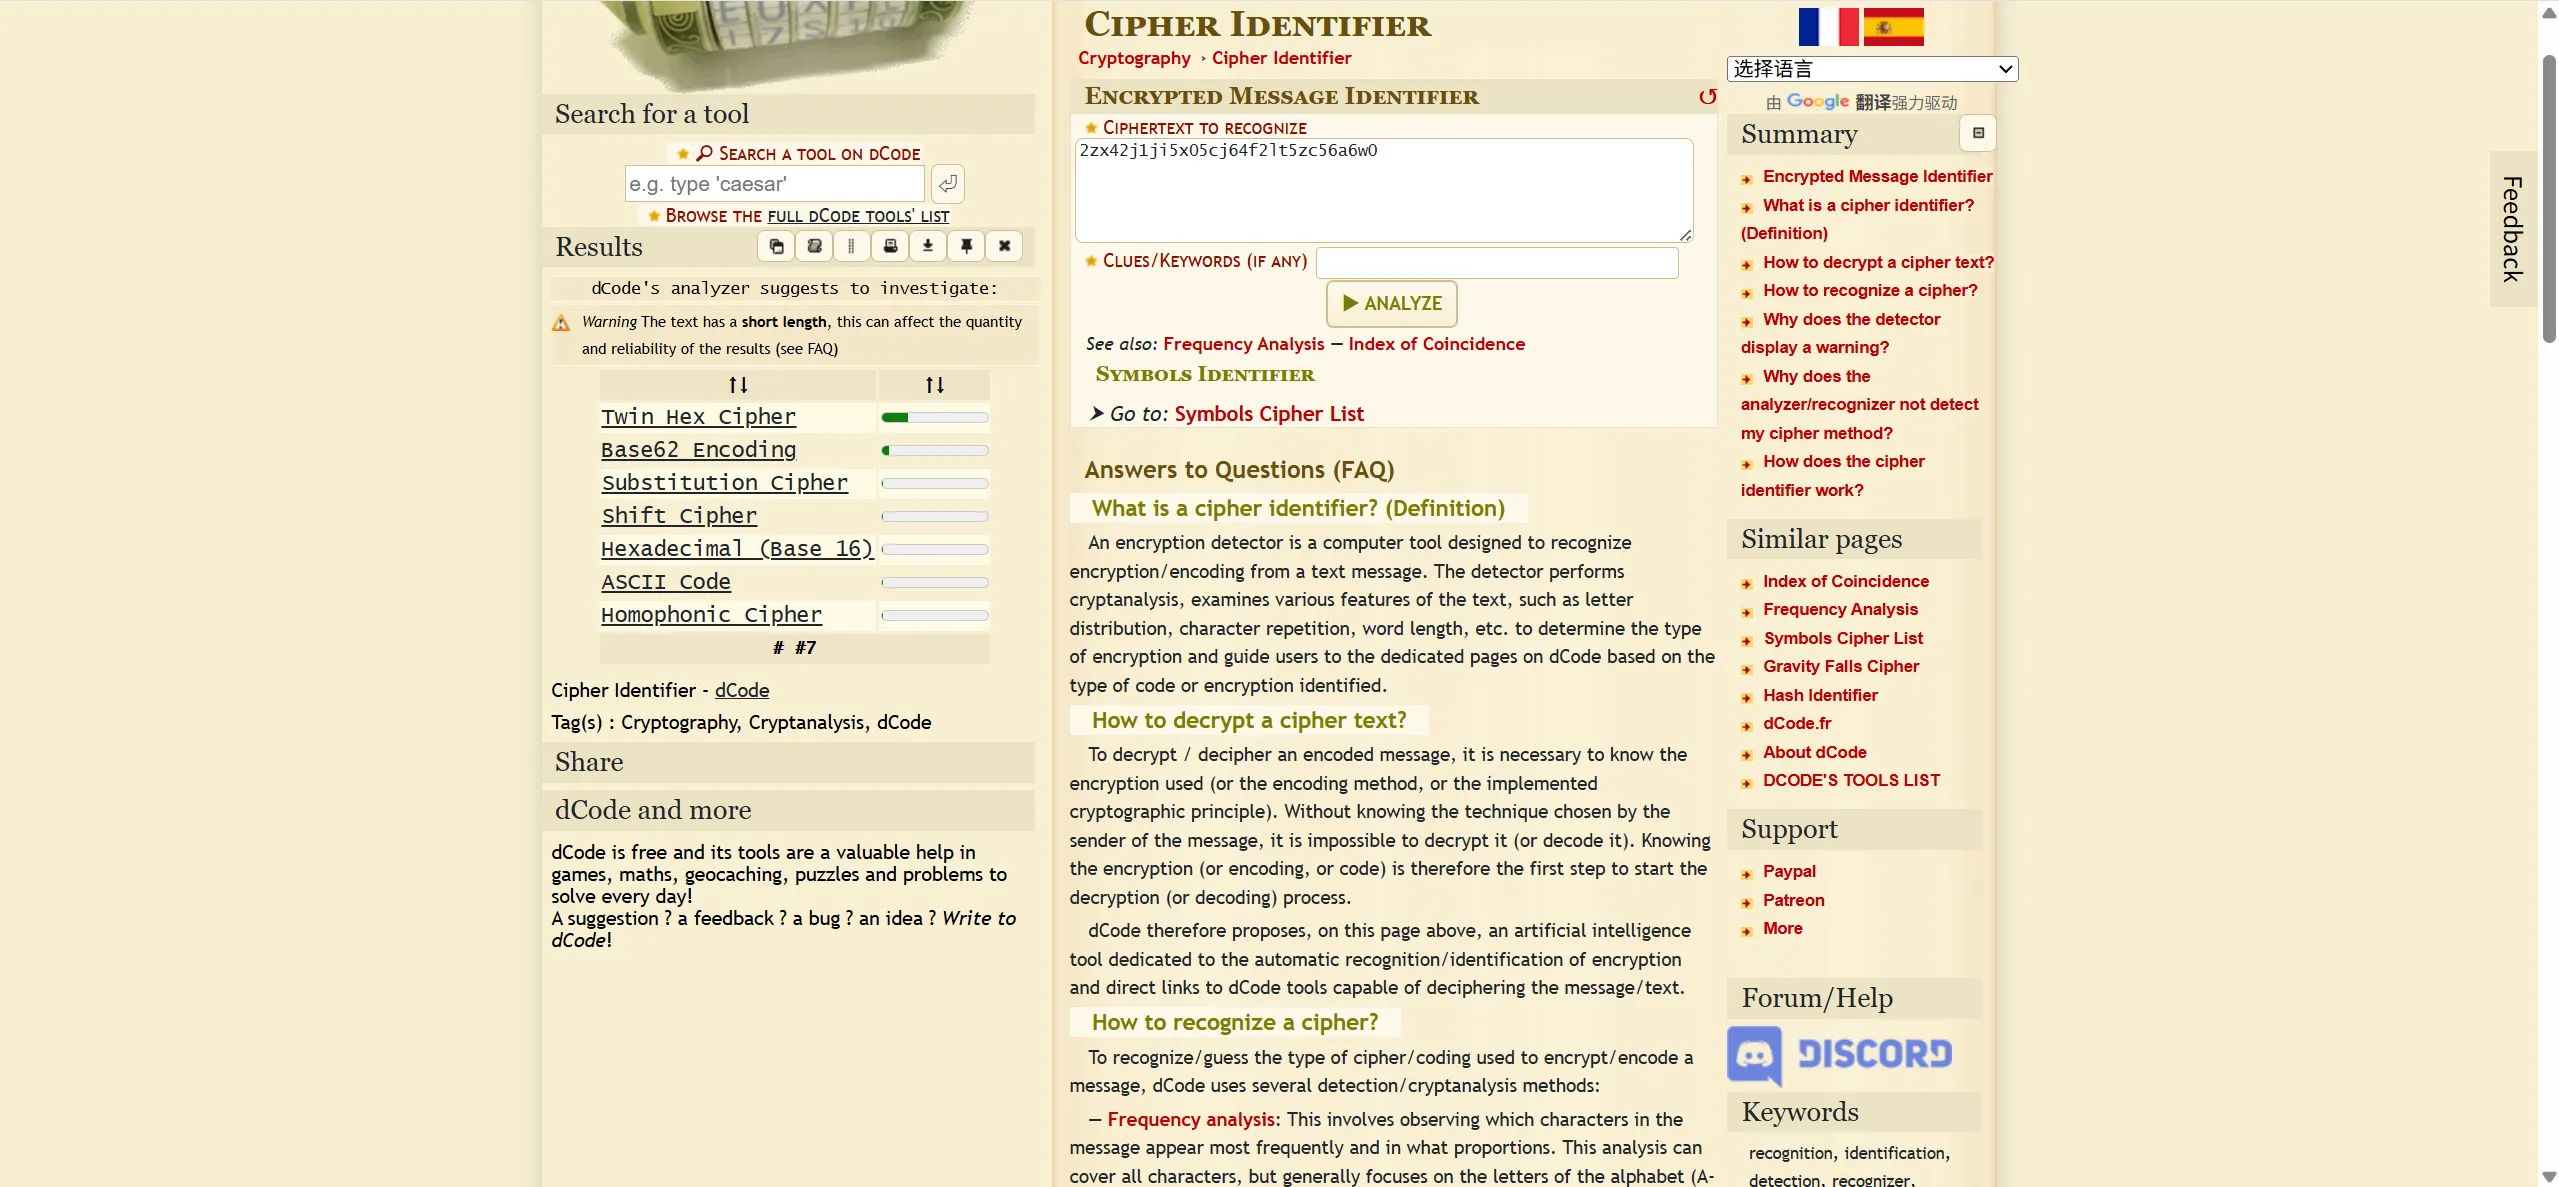 Search for a tool
Search a tool on dCode
e.g. type 'caesar'
Browse the full dCode tools' list
Results
dCode's analyzer suggests to investigate:
Warning The text has a short length, this can affect the quantity
and reliability of the results (see FAQ)
↑↓ ↑↓
Twin Hex Cipher
Base62 Encoding
Substitution Cipher
Shift Cipher
Hexadecimal (Base 16)
ASCII Code
Homophonic Cipher
# #7
Cipher Identifier - dCode
Tag(s) : Cryptography, Cryptanalysis, dCode
Share
dCode and more
dCode is free and its tools are a valuable help in
games, maths, geocaching, puzzles and problems to
solve every day!
A suggestion ? a feedback ? a bug ? an idea ? Write to
dCode!
Cipher Identifier
Cryptography › Cipher Identifier
Encrypted Message Identifier
Ciphertext to recognize
2zx42j1ji5xO5cj64f2lt5zc56a6wO
Clues/Keywords (if any)
▶ ANALYZE
See also: Frequency Analysis — Index of Coincidence
Symbols Identifier
➤ Go to: Symbols Cipher List
Answers to Questions (FAQ)
What is a cipher identifier? (Definition)
An encryption detector is a computer tool designed to recognize
encryption/encoding from a text message. The detector performs
cryptanalysis, examines various features of the text, such as letter
distribution, character repetition, word length, etc. to determine the type
of encryption and guide users to the dedicated pages on dCode based on the
type of code or encryption identified.
How to decrypt a cipher text?
To decrypt / decipher an encoded message, it is necessary to know the
encryption used (or the encoding method, or the implemented
cryptographic principle). Without knowing the technique chosen by the
sender of the message, it is impossible to decrypt it (or decode it). Knowing
the encryption (or encoding, or code) is therefore the first step to start the
decryption (or decoding) process.
dCode therefore proposes, on this page above, an artificial intelligence
tool dedicated to the automatic recognition/identification of encryption
and direct links to dCode tools capable of deciphering the message/text.
How to recognize a cipher?
To recognize/guess the type of cipher/coding used to encrypt/encode a
message, dCode uses several detection/cryptanalysis methods:
— Frequency analysis: This involves observing which characters in the
message appear most frequently and in what proportions. This analysis can
cover all characters, but generally focuses on the letters of the alphabet (A-
选择语言
由 Google 翻译强力驱动
Summary
Encrypted Message Identifier
What is a cipher identifier?
(Definition)
How to decrypt a cipher text?
How to recognize a cipher?
Why does the detector
display a warning?
Why does the
analyzer/recognizer not detect
my cipher method?
How does the cipher
identifier work?
Similar pages
Index of Coincidence
Frequency Analysis
Symbols Cipher List
Gravity Falls Cipher
Hash Identifier
dCode.fr
About dCode
DCODE'S TOOLS LIST
Support
Paypal
Patreon
More
Forum/Help
DISCORD
Keywords
recognition, identification,
detection, recognizer,
Feedback